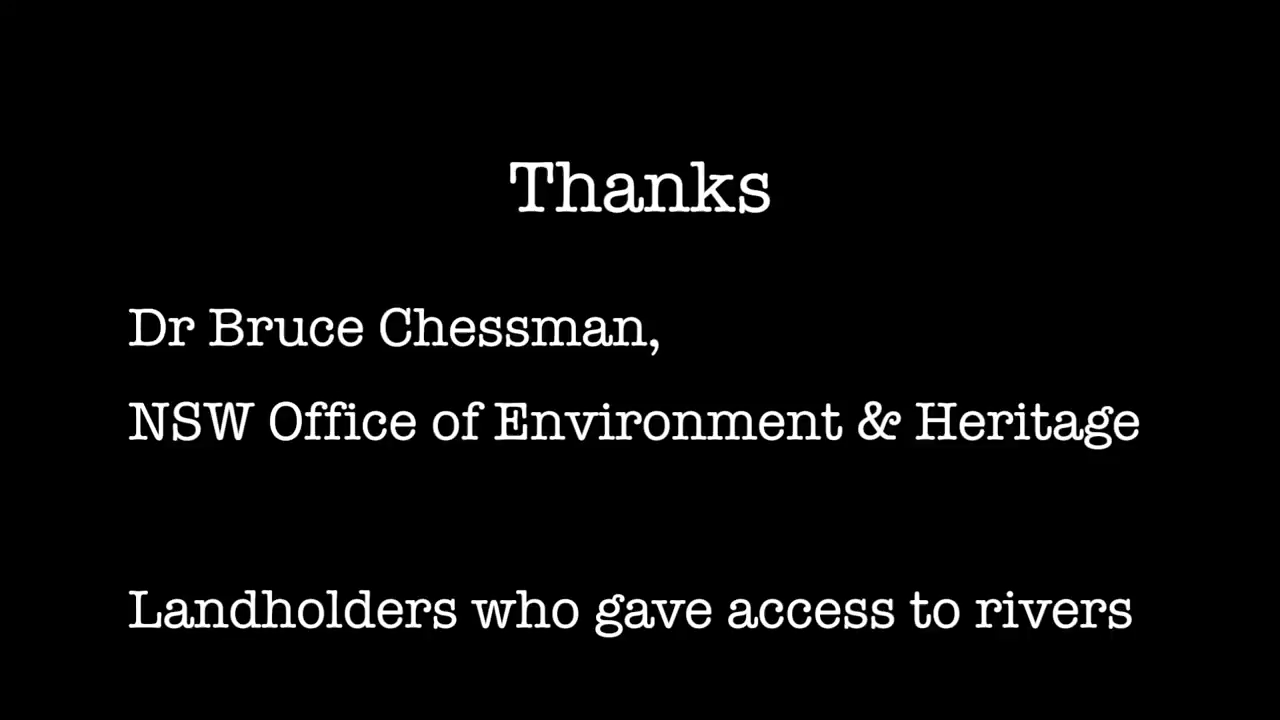 Thanks
Dr Bruce Chessman,
NSW Office of Environment & Heritage
Landholders who gave access to rivers